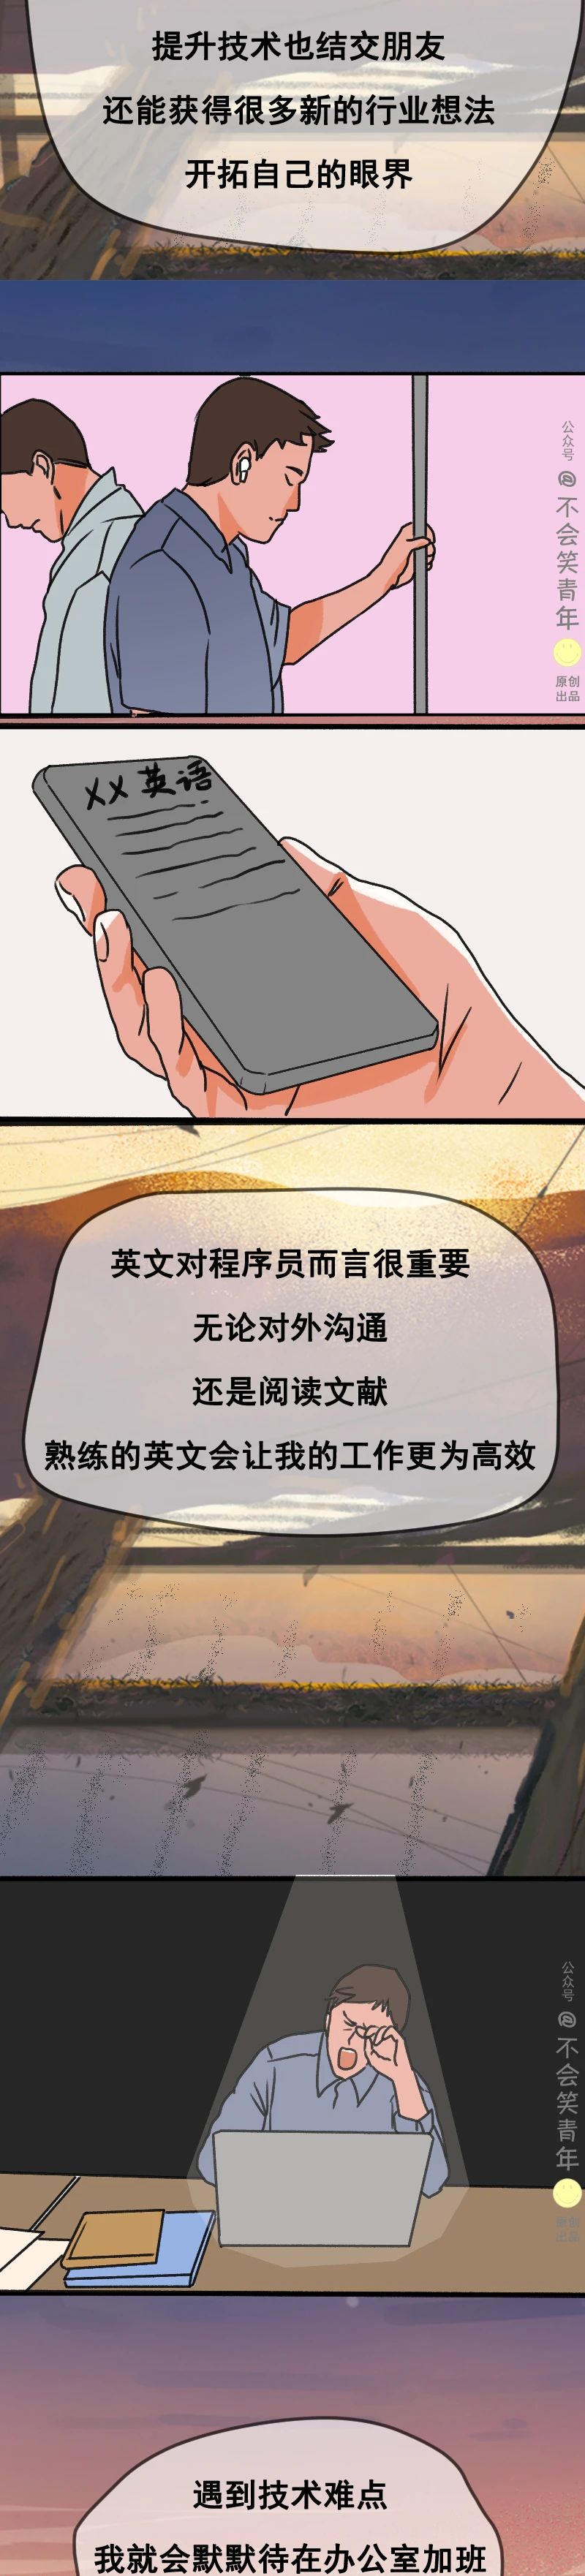 提升技术也结交朋友
还能获得很多新的行业想法
开拓自己的眼界
公众号
@不会笑青年
原创
出品
XX 英语
英文对程序员而言很重要
无论对外沟通
还是阅读文献
熟练的英文会让我的工作更为高效
公众号
@不会笑青年
原创
出品
遇到技术难点
我就会默默待在办公室加班